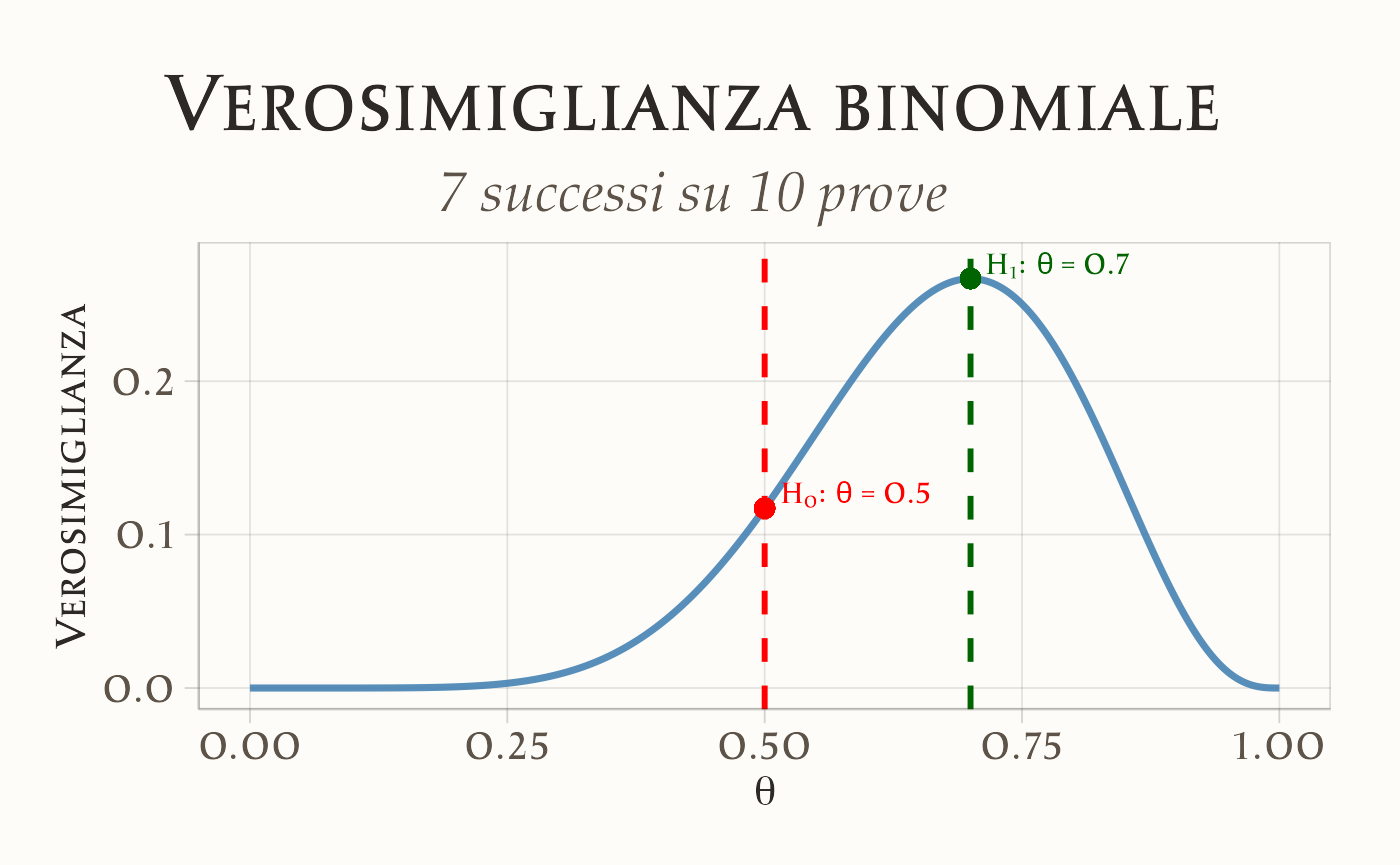 Verosimiglianza binomiale
7 successi su 10 prove
H₁: θ = 0.7
Verosimiglianza
0.2
H₀: θ = 0.5
0.1
0.0
0.00 0.25 0.50 0.75 1.00
θ